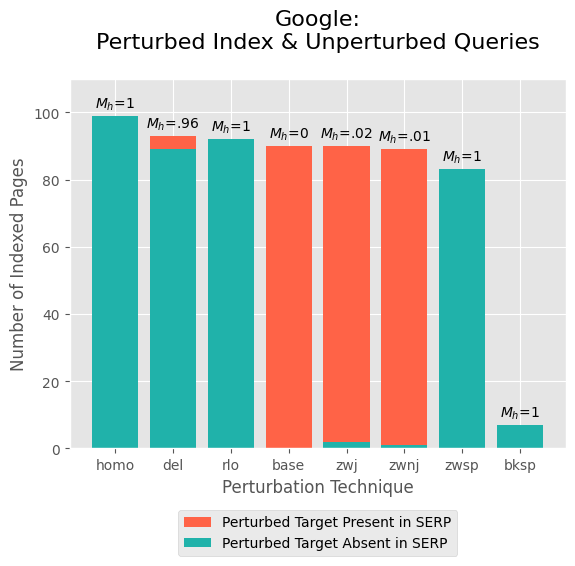 Google:
Perturbed Index & Unperturbed Queries
Number of Indexed Pages
100
80
60
40
20
0
M_h=1
M_h=.96
M_h=1
M_h=0
M_h=.02
M_h=.01
M_h=1
M_h=1
homo del rlo base zwj zwnj zwsp bksp
Perturbation Technique
Perturbed Target Present in SERP
Perturbed Target Absent in SERP